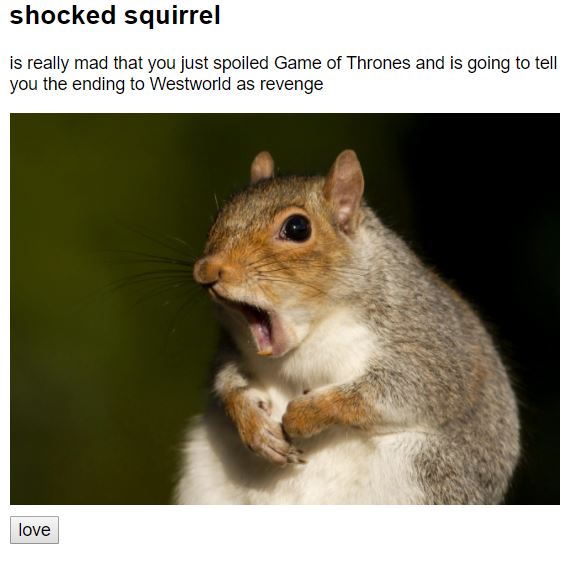 shocked squirrel
is really mad that you just spoiled Game of Thrones and is going to tell
you the ending to Westworld as revenge
love